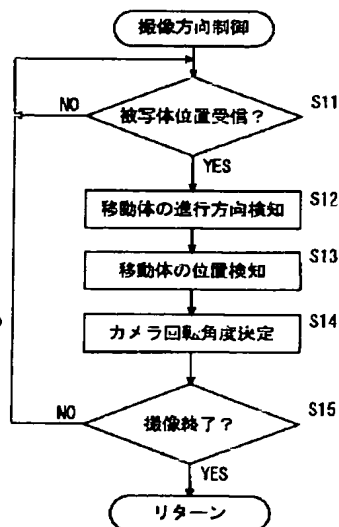 撮像方向制御
被写体位置受信？
S11
NO
YES
移動体の進行方向検知
S12
移動体の位置検知
S13
カメラ回転角度決定
S14
撮像終了？
S15
NO
YES
リターン